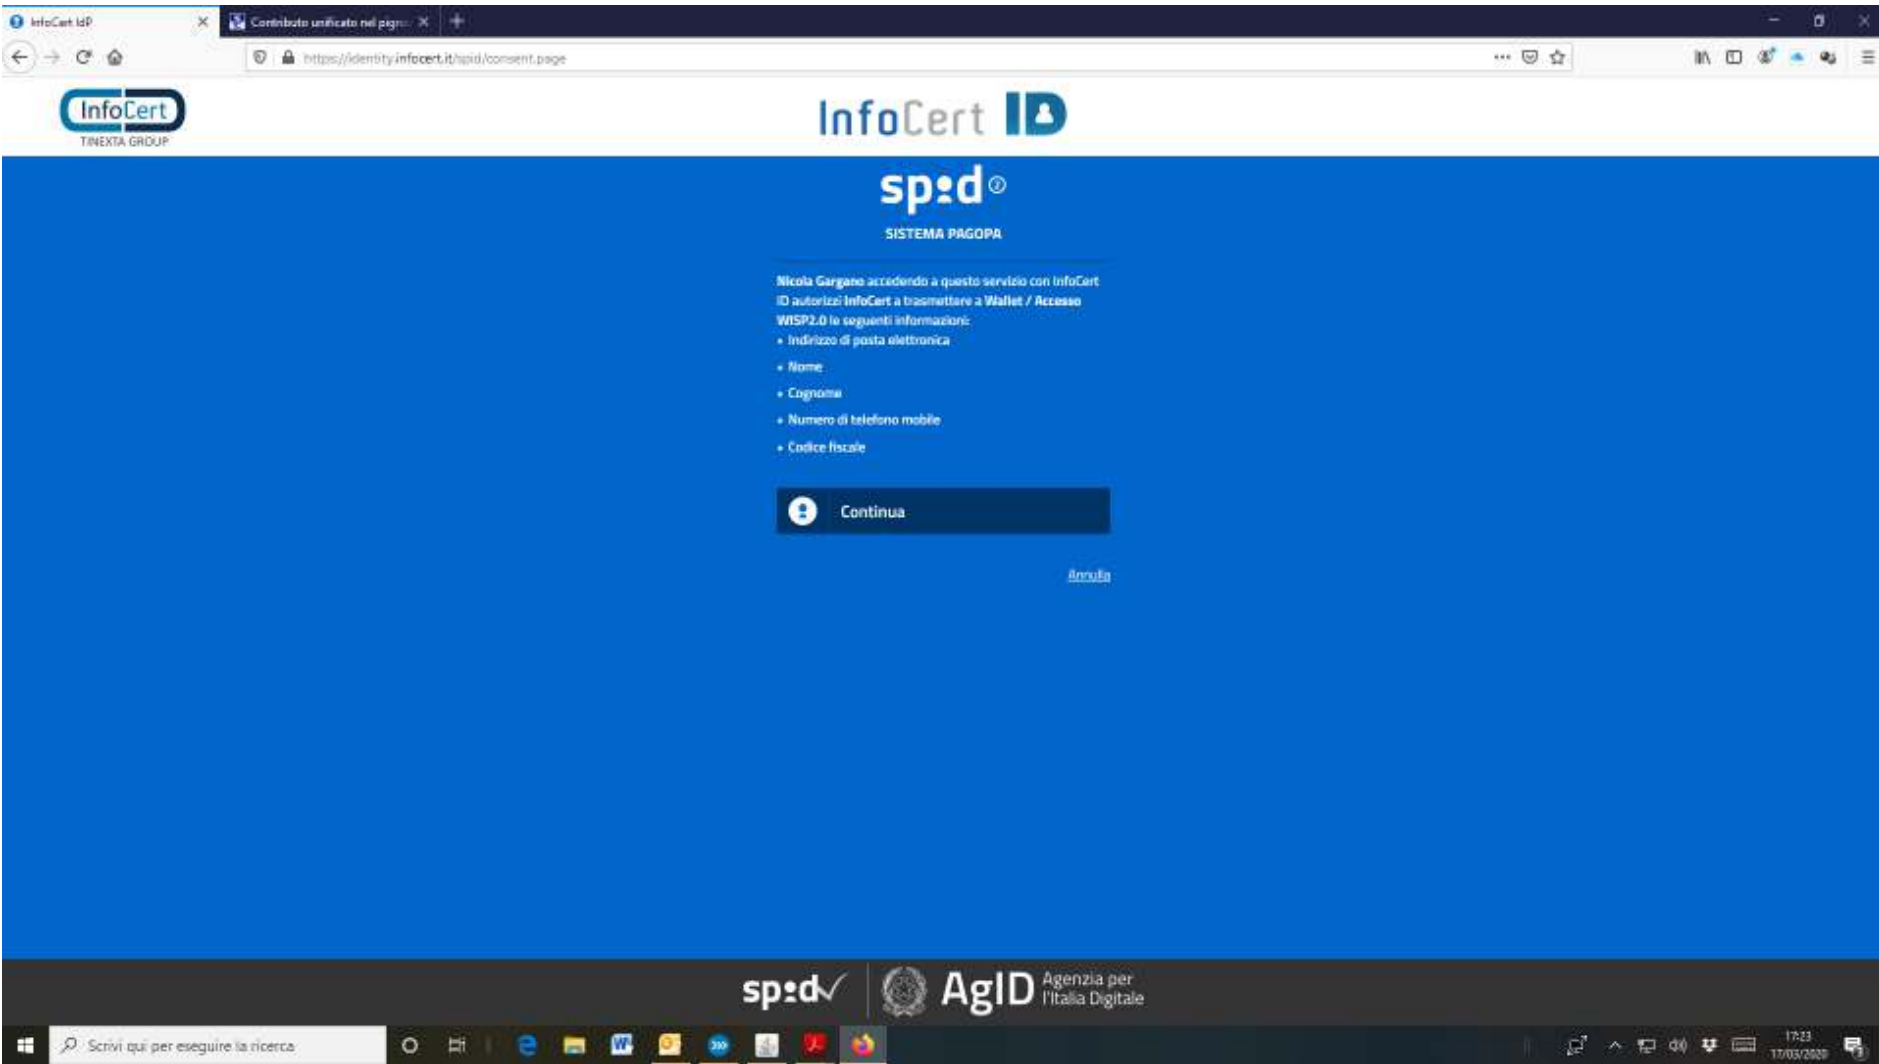 InfoCert IdP
Contributo unificato nel pign
https://identity.infocert.it/spid/consent.page
InfoCert
TINEXTA GROUP
InfoCert ID
spid 2
SISTEMA PAGOPA
Nicola Gargano accedendo a questo servizio con InfoCert
ID autorizzi InfoCert a trasmettere a Wallet / Accesso
WISP2.0 le seguenti informazioni:
• Indirizzo di posta elettronica
• Nome
• Cognome
• Numero di telefono mobile
• Codice fiscale
Continua
Annulla
spid
AgID Agenzia per
l'Italia Digitale
Scrivi qui per eseguire la ricerca
17:23
17/03/2020